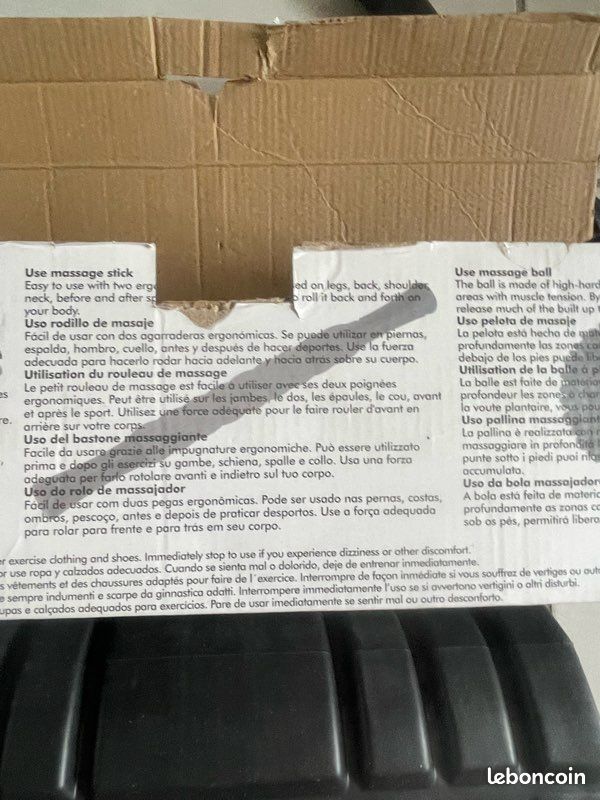 Use massage stick
Easy to use with two ed on legs, back, shoulder,
neck, before and after roll it back and forth on
your body.
Uso rodillo de masaje
Fácil de usar con dos agarraderas ergonómicas. Se puede utilizar en piernas,
espalda, hombro, cuello, antes y después de hacer deportes. Use la fuerza
adecuada para hacerlo rodar hacia adelante y hacia atrás sobre su cuerpo.
Utilisation du rouleau de massage
Le petit rouleau de massage est facile à utiliser avec ses deux poignées
ergonomiques. Peut être utilisé sur les jambes, le dos, les épaules, le cou, avant
et après le sport. Utilisez une force adéquate pour le faire rouler d'avant en
arrière sur votre corps.
Uso del bastone massaggiante
Facile da usare grazie alle impugnature ergonomiche. Può essere utilizzato
prima e dopo gli esercizi su gambe, schiena, spalle e collo. Usa una forza
adeguata per farlo rotolare avanti e indietro sul tuo corpo.
Uso do rolo de massajador
Fácil de usar com duas pegas ergonômicas. Pode ser usado nas pernas, costas,
ombros, pescoço, antes e depois de praticar desportos. Use a força adequada
para rolar para frente e para trás em seu corpo.
Use massage ball
The ball is made of high-hard
areas with muscle tension. By
release much of the built up
Uso pelota de masaje
La pelota está hecha de
profundamente las zonas
debajo de los pies puede
Utilisation de la balle à
La balle est faite de
profondeur les zones à
la voute plantaire, vous
Uso pallina massaggiant
La pallina è realizzata con
massaggiare in profondità
punte sotto i piedi puoi
accumulata.
Uso da bola massajador
A bola está feita de materia
profundamente as zonas
sob os pés, permitirá libera
r exercise clothing and shoes. Immediately stop to use if you experience dizziness or other discomfort.
or use ropa y calzados adecuados. Cuando se sienta mal o dolorido, deje de entrenar inmediatamente.
s vêtements et des chaussures adaptés pour faire de l'exercice. Interrompre de façon immédiate si vous souffrez de vertiges ou
e sempre indumenti e scarpe da ginnastica adatti. Interrompere immediatamente l'uso se si avvertono vertigini o altri disturbi.
upas e calçados adequados para exercícios. Pare de usar imediatamente se sentir mal ou outro desconforto.
leboncoin